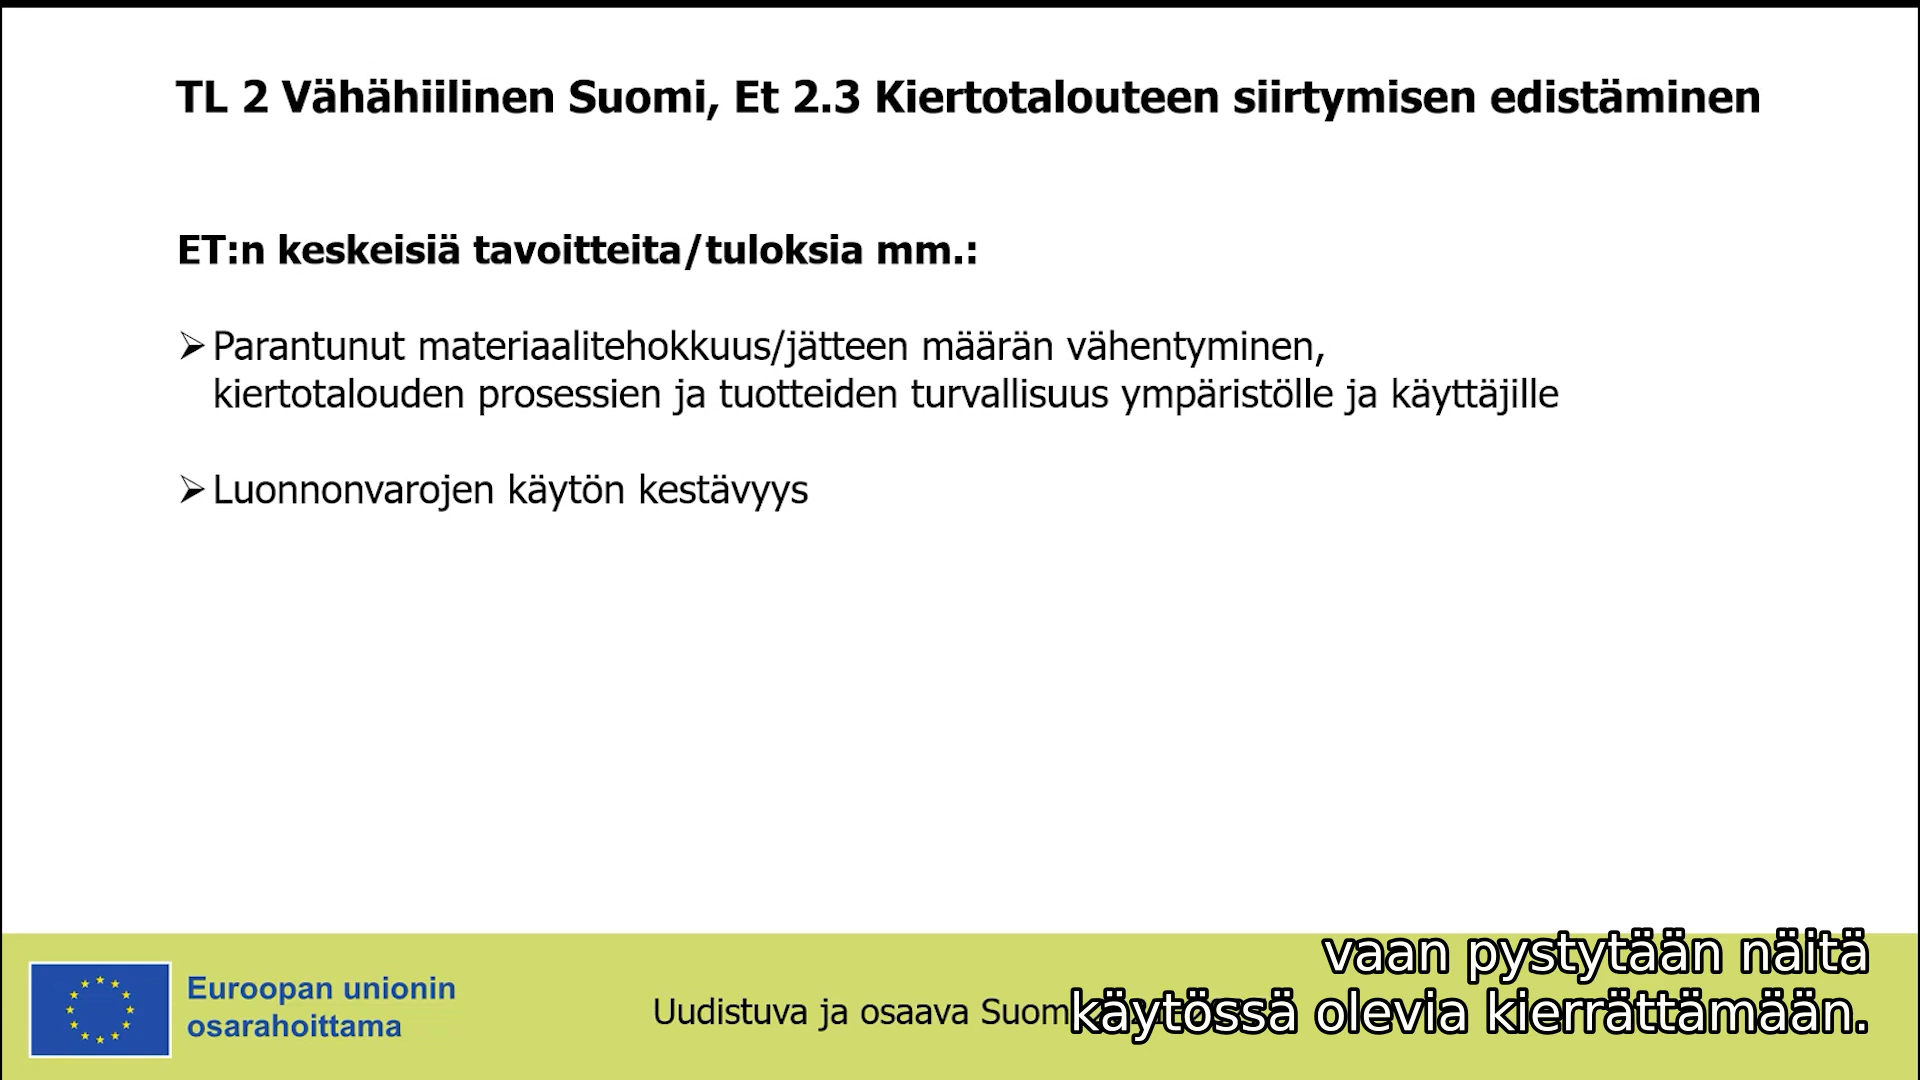 TL 2 Vähähiilinen Suomi, Et 2.3 Kiertotalouteen siirtymisen edistäminen
ET:n keskeisiä tavoitteita/tuloksia mm.:
➢ Parantunut materiaalitehokkuus/jätteen määrän vähentyminen,
kiertotalouden prosessien ja tuotteiden turvallisuus ympäristölle ja käyttäjille
➢ Luonnonvarojen käytön kestävyys
Euroopan unionin
osarahoittama
Uudistuva ja osaava
vaan pystytään näitä
käytössä olevia kierrättämään.